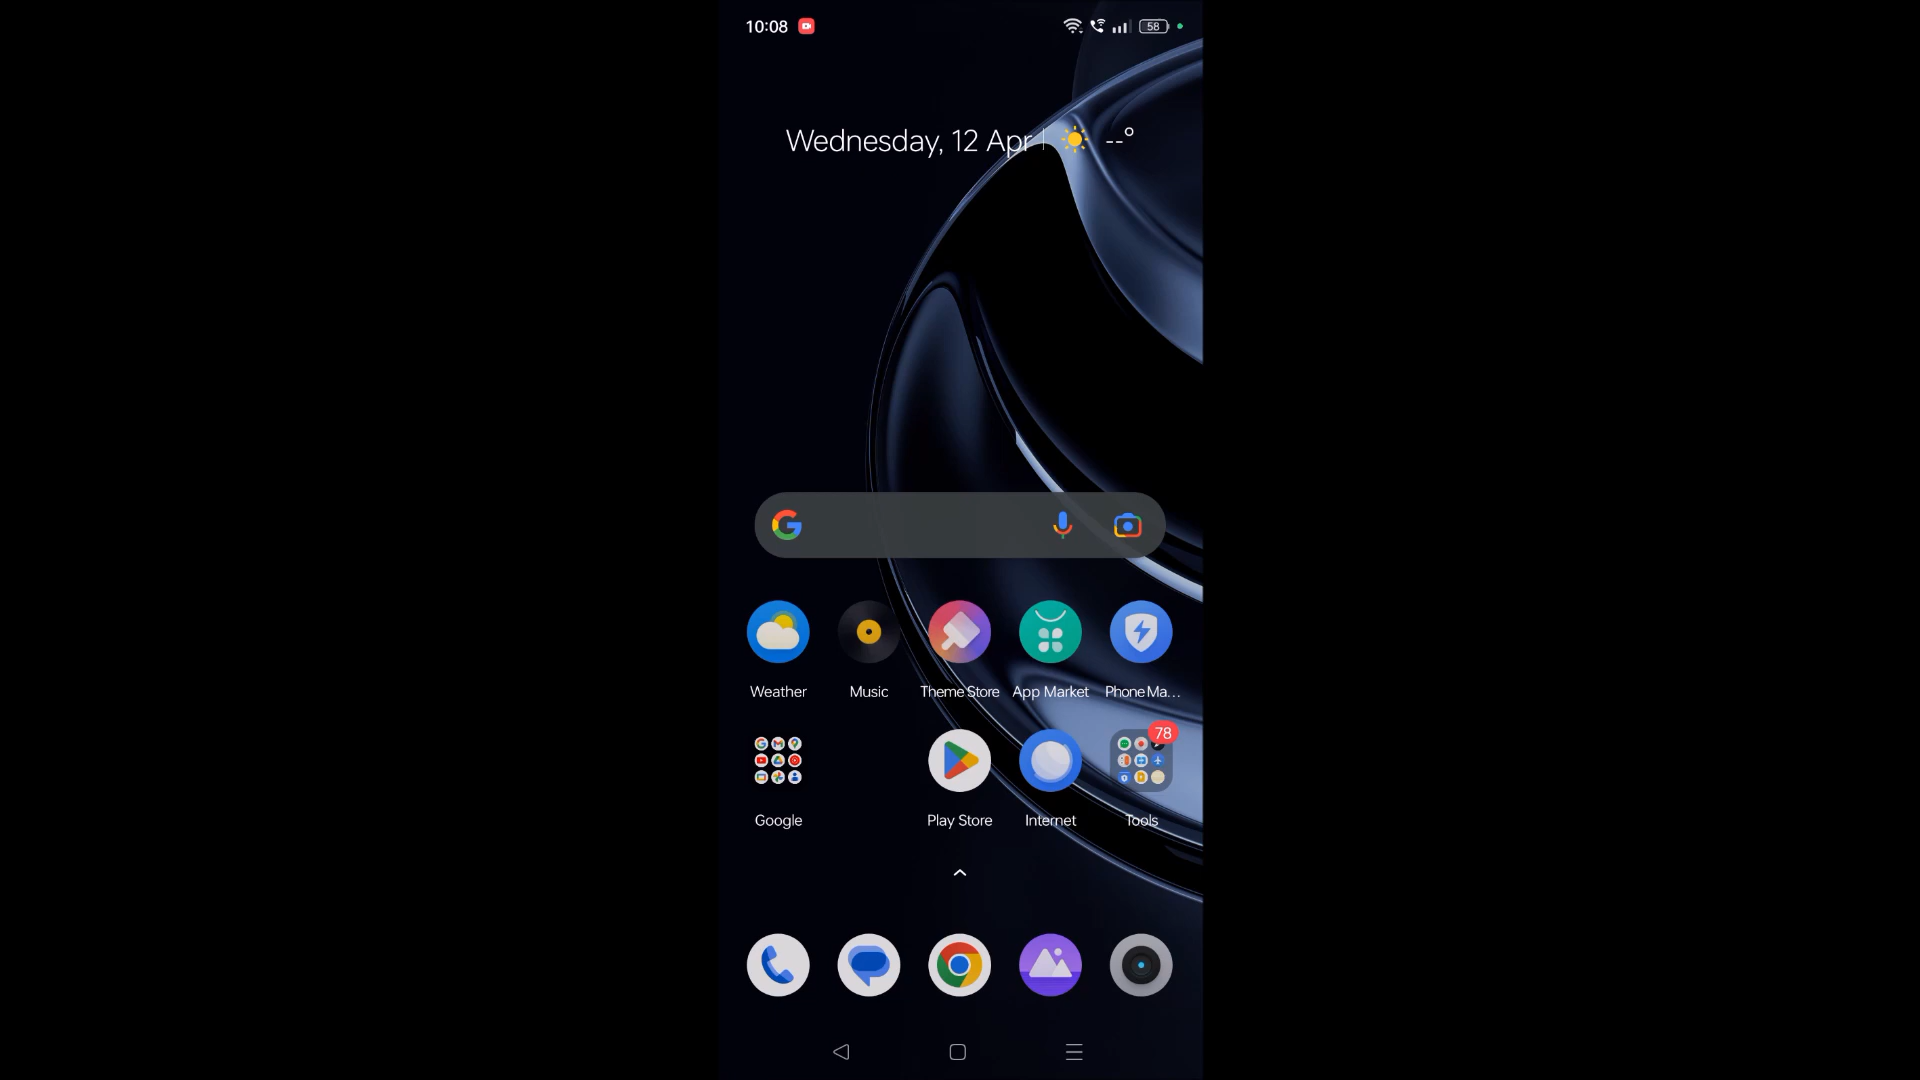 10:08 58
Wednesday, 12 Apr | --°
Weather Music Theme Store App Market Phone Ma...
78
Google Play Store Internet Tools